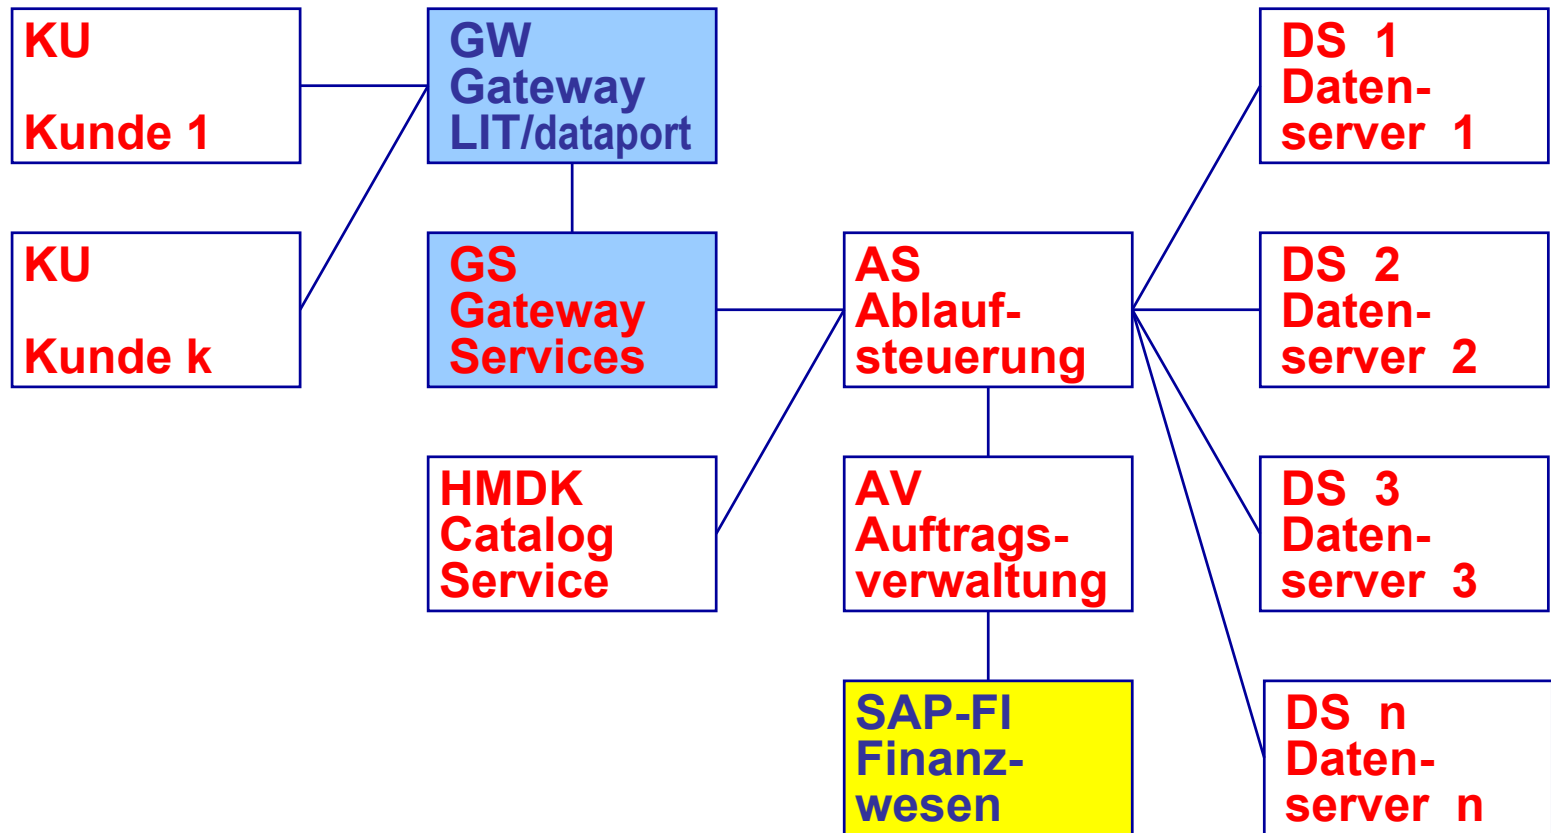 KU
Kunde 1
GW
Gateway
LIT/dataport
DS 1
Daten-
server 1
KU
Kunde k
GS
Gateway
Services
AS
Ablauf-
steuerung
DS 2
Daten-
server 2
HMDK
Catalog
Service
AV
Auftrags-
verwaltung
DS 3
Daten-
server 3
SAP-FI
Finanz-
wesen
DS n
Daten-
server n